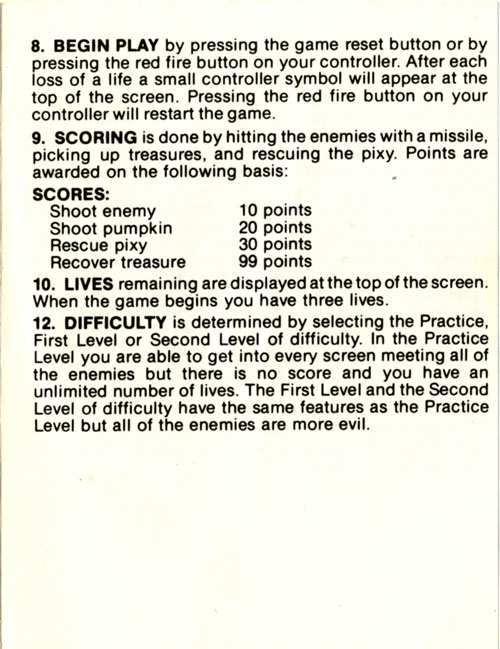 8. BEGIN PLAY by pressing the game reset button or by
pressing the red fire button on your controller. After each
loss of a life a small controller symbol will appear at the
top of the screen. Pressing the red fire button on your
controller will restart the game.
9. SCORING is done by hitting the enemies with a missile,
picking up treasures, and rescuing the pixy. Points are
awarded on the following basis:
SCORES:
Shoot enemy 10 points
Shoot pumpkin 20 points
Rescue pixy 30 points
Recover treasure 99 points
10. LIVES remaining are displayed at the top of the screen.
When the game begins you have three lives.
12. DIFFICULTY is determined by selecting the Practice,
First Level or Second Level of difficulty. In the Practice
Level you are able to get into every screen meeting all of
the enemies but there is no score and you have an
unlimited number of lives. The First Level and the Second
Level of difficulty have the same features as the Practice
Level but all of the enemies are more evil.